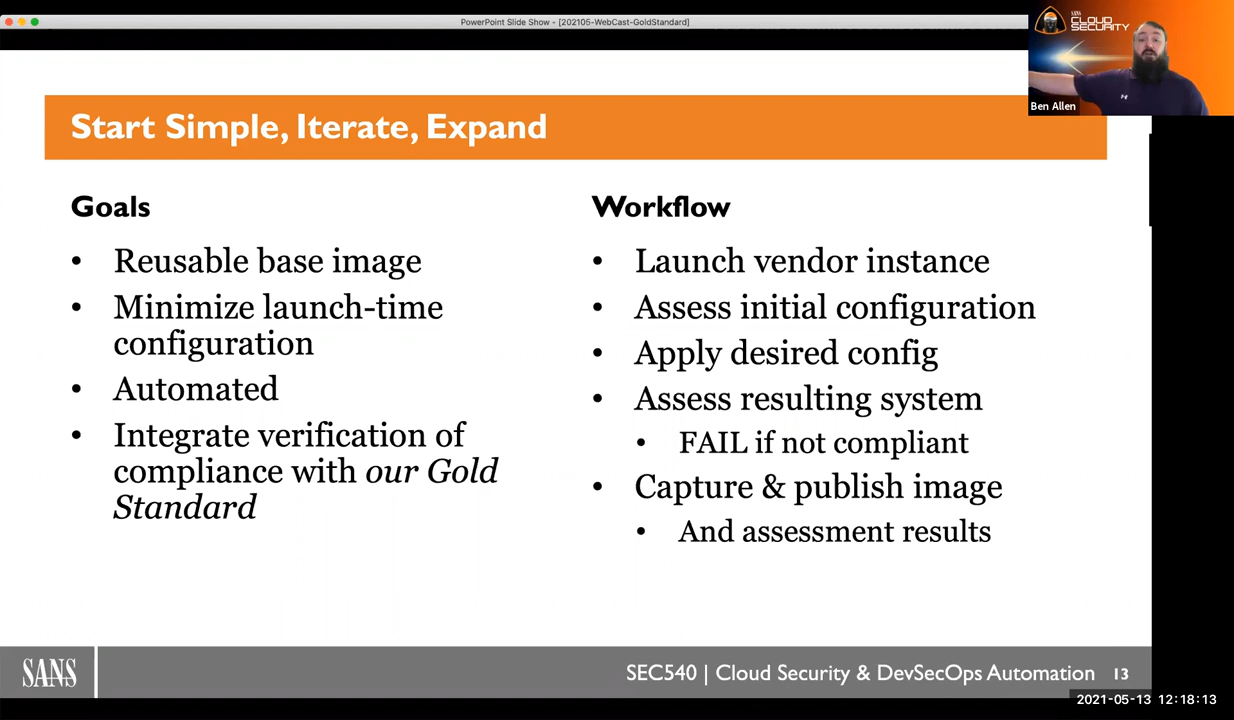 PowerPoint Slide Show - [202105-WebCast-GoldStandard]
SANS
CLOUD
SECURITY
Ben Allen
Start Simple, Iterate, Expand
Goals
• Reusable base image
• Minimize launch-time
configuration
• Automated
• Integrate verification of
compliance with our Gold
Standard
Workflow
• Launch vendor instance
• Assess initial configuration
• Apply desired config
• Assess resulting system
• FAIL if not compliant
• Capture & publish image
• And assessment results
SANS
SEC540 | Cloud Security & DevSecOps Automation 13
2021-05-13 12:18:13